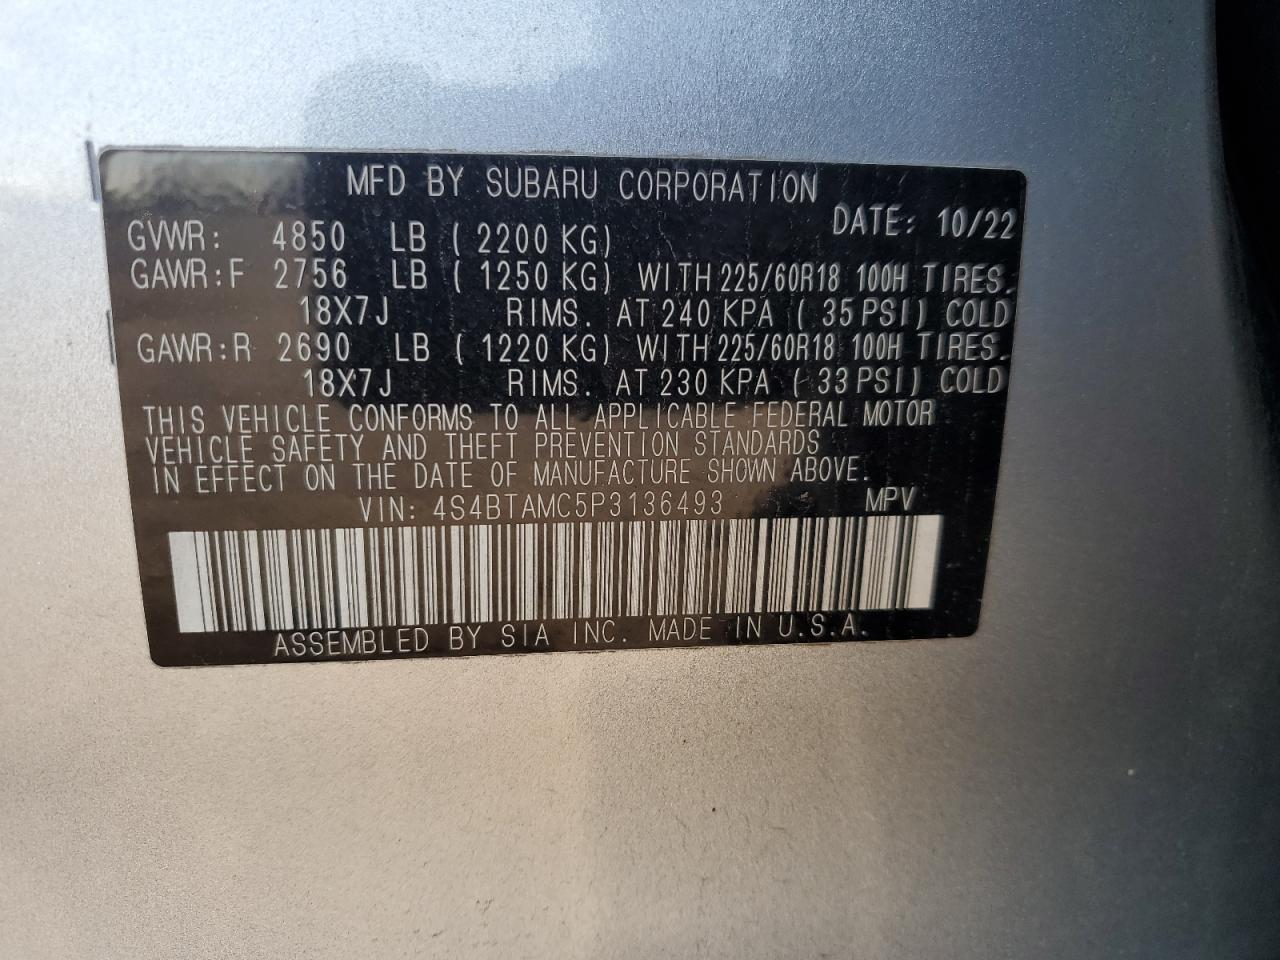 MFD BY SUBARU CORPORATION
DATE: 10/22
GVWR: 4850 LB ( 2200 KG)
GAWR:F 2756 LB ( 1250 KG) WITH 225/60R18 100H TIRES.
18X7J RIMS. AT 240 KPA ( 35 PSI) COLD
GAWR:R 2690 LB ( 1220 KG) WITH 225/60R18 100H TIRES.
18X7J RIMS. AT 230 KPA ( 33 PSI) COLD
THIS VEHICLE CONFORMS TO ALL APPLICABLE FEDERAL MOTOR
VEHICLE SAFETY AND THEFT PREVENTION STANDARDS
IN EFFECT ON THE DATE OF MANUFACTURE SHOWN ABOVE.
VIN: 4S4BTAMC5P3136493 MPV
ASSEMBLED BY SIA INC. MADE IN U.S.A.